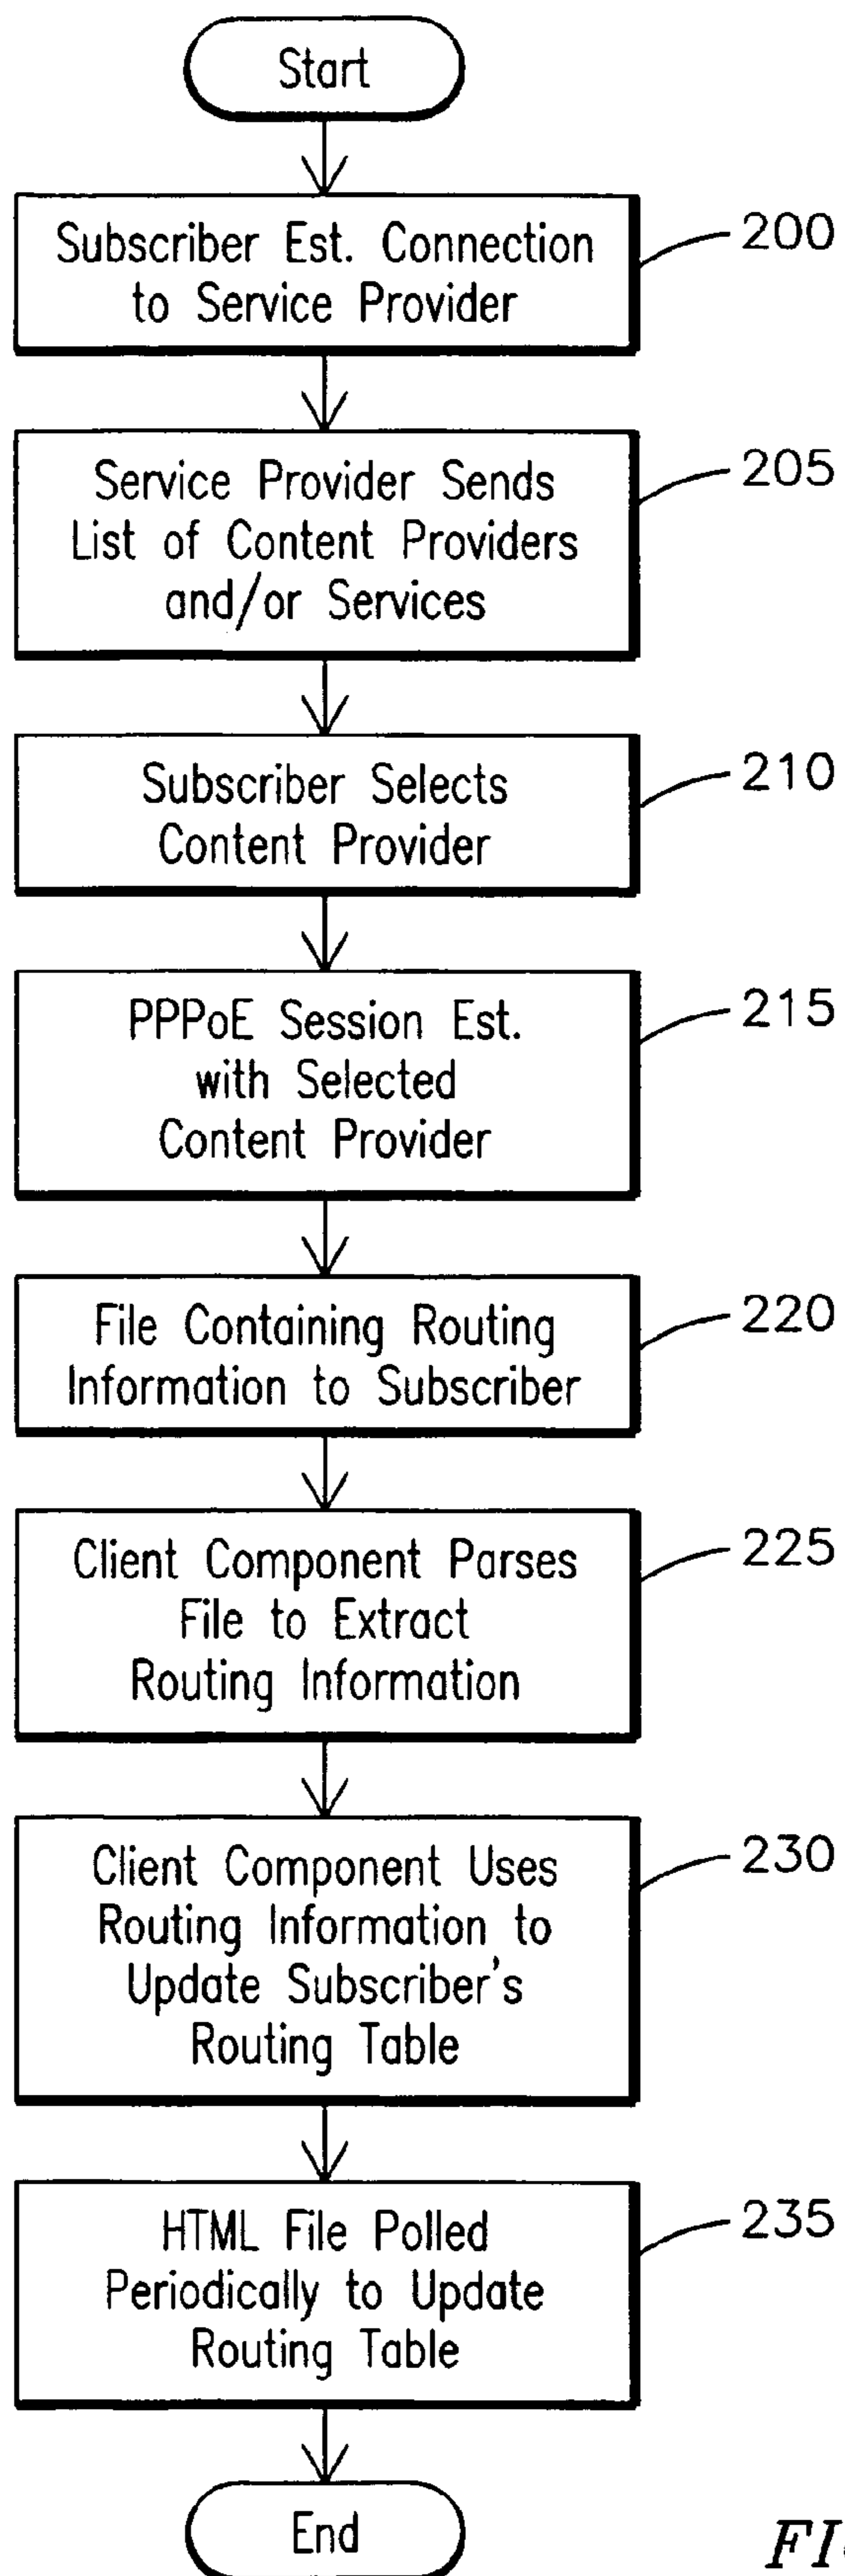 Start
Subscriber Est. Connection
to Service Provider
200
Service Provider Sends
List of Content Providers
and/or Services
205
Subscriber Selects
Content Provider
210
PPPoE Session Est.
with Selected
Content Provider
215
File Containing Routing
Information to Subscriber
220
Client Component Parses
File to Extract
Routing Information
225
Client Component Uses
Routing Information to
Update Subscriber's
Routing Table
230
HTML File Polled
Periodically to Update
Routing Table
235
End